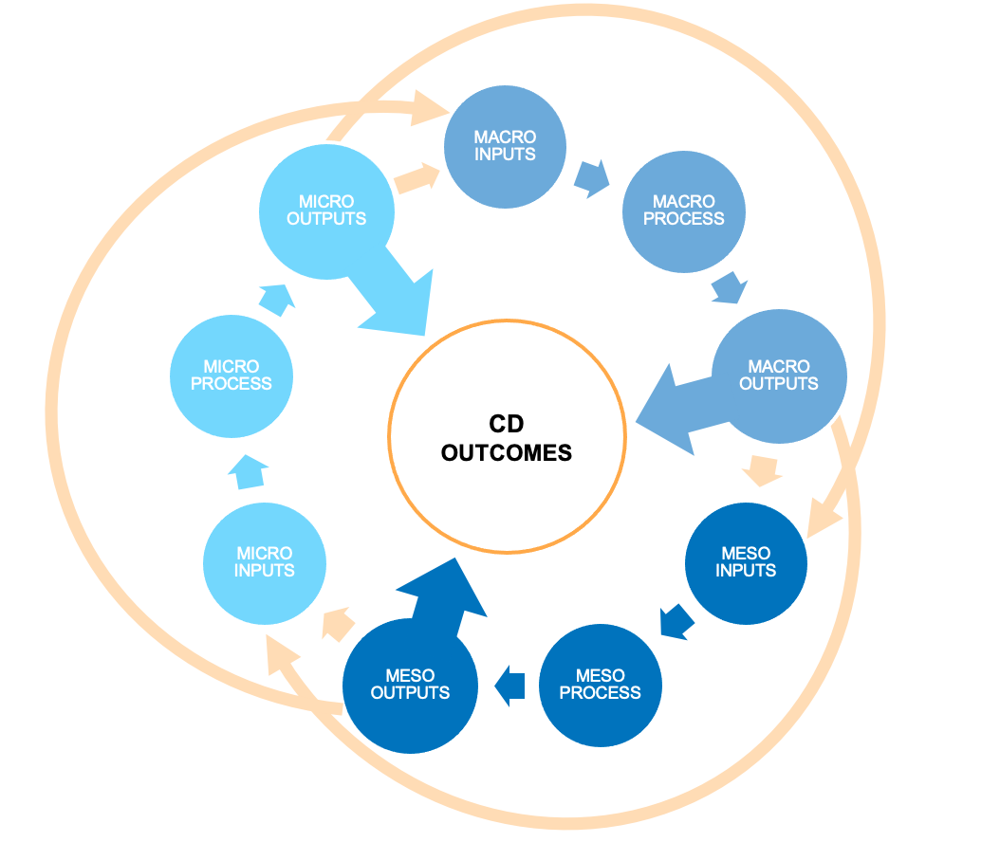 MACRO
INPUTS
MACRO
PROCESS
MACRO
OUTPUTS
MESO
INPUTS
MESO
PROCESS
MESO
OUTPUTS
MICRO
INPUTS
MICRO
PROCESS
MICRO
OUTPUTS
CD
OUTCOMES